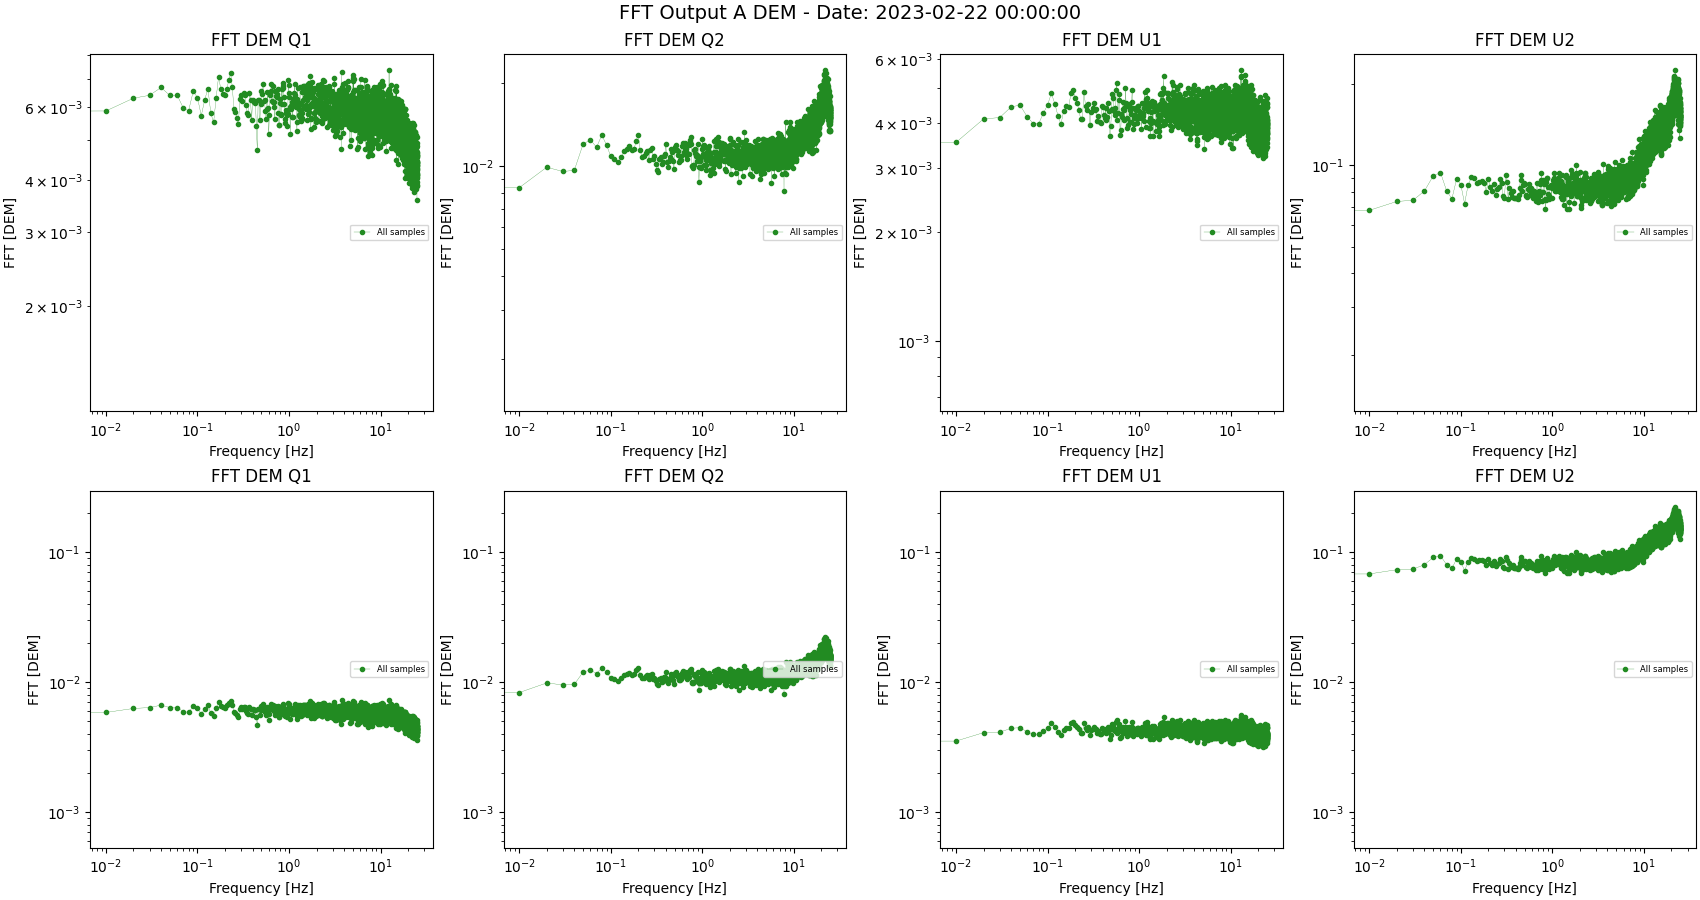 FFT Output A DEM - Date: 2023-02-22 00:00:00
FFT DEM Q1
FFT [DEM]
6 × 10⁻³
4 × 10⁻³
3 × 10⁻³
2 × 10⁻³
All samples
10⁻² 10⁻¹ 10⁰ 10¹
Frequency [Hz]
FFT DEM Q2
FFT [DEM]
10⁻²
All samples
10⁻² 10⁻¹ 10⁰ 10¹
Frequency [Hz]
FFT DEM U1
FFT [DEM]
6 × 10⁻³
4 × 10⁻³
3 × 10⁻³
2 × 10⁻³
10⁻³
All samples
10⁻² 10⁻¹ 10⁰ 10¹
Frequency [Hz]
FFT DEM U2
FFT [DEM]
10⁻¹
All samples
10⁻² 10⁻¹ 10⁰ 10¹
Frequency [Hz]
FFT DEM Q1
FFT [DEM]
10⁻¹
10⁻²
10⁻³
All samples
10⁻² 10⁻¹ 10⁰ 10¹
Frequency [Hz]
FFT DEM Q2
FFT [DEM]
10⁻¹
10⁻²
10⁻³
All samples
10⁻² 10⁻¹ 10⁰ 10¹
Frequency [Hz]
FFT DEM U1
FFT [DEM]
10⁻¹
10⁻²
10⁻³
All samples
10⁻² 10⁻¹ 10⁰ 10¹
Frequency [Hz]
FFT DEM U2
FFT [DEM]
10⁻¹
10⁻²
10⁻³
All samples
10⁻² 10⁻¹ 10⁰ 10¹
Frequency [Hz]